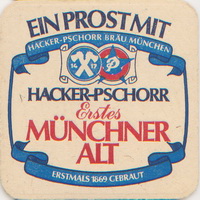 EIN PROST MIT
HACKER-PSCHORR BRÄU MÜNCHEN
HACKER-PSCHORR
Erstes
MÜNCHNER
ALT
ERSTMALS 1869 GEBRAUT